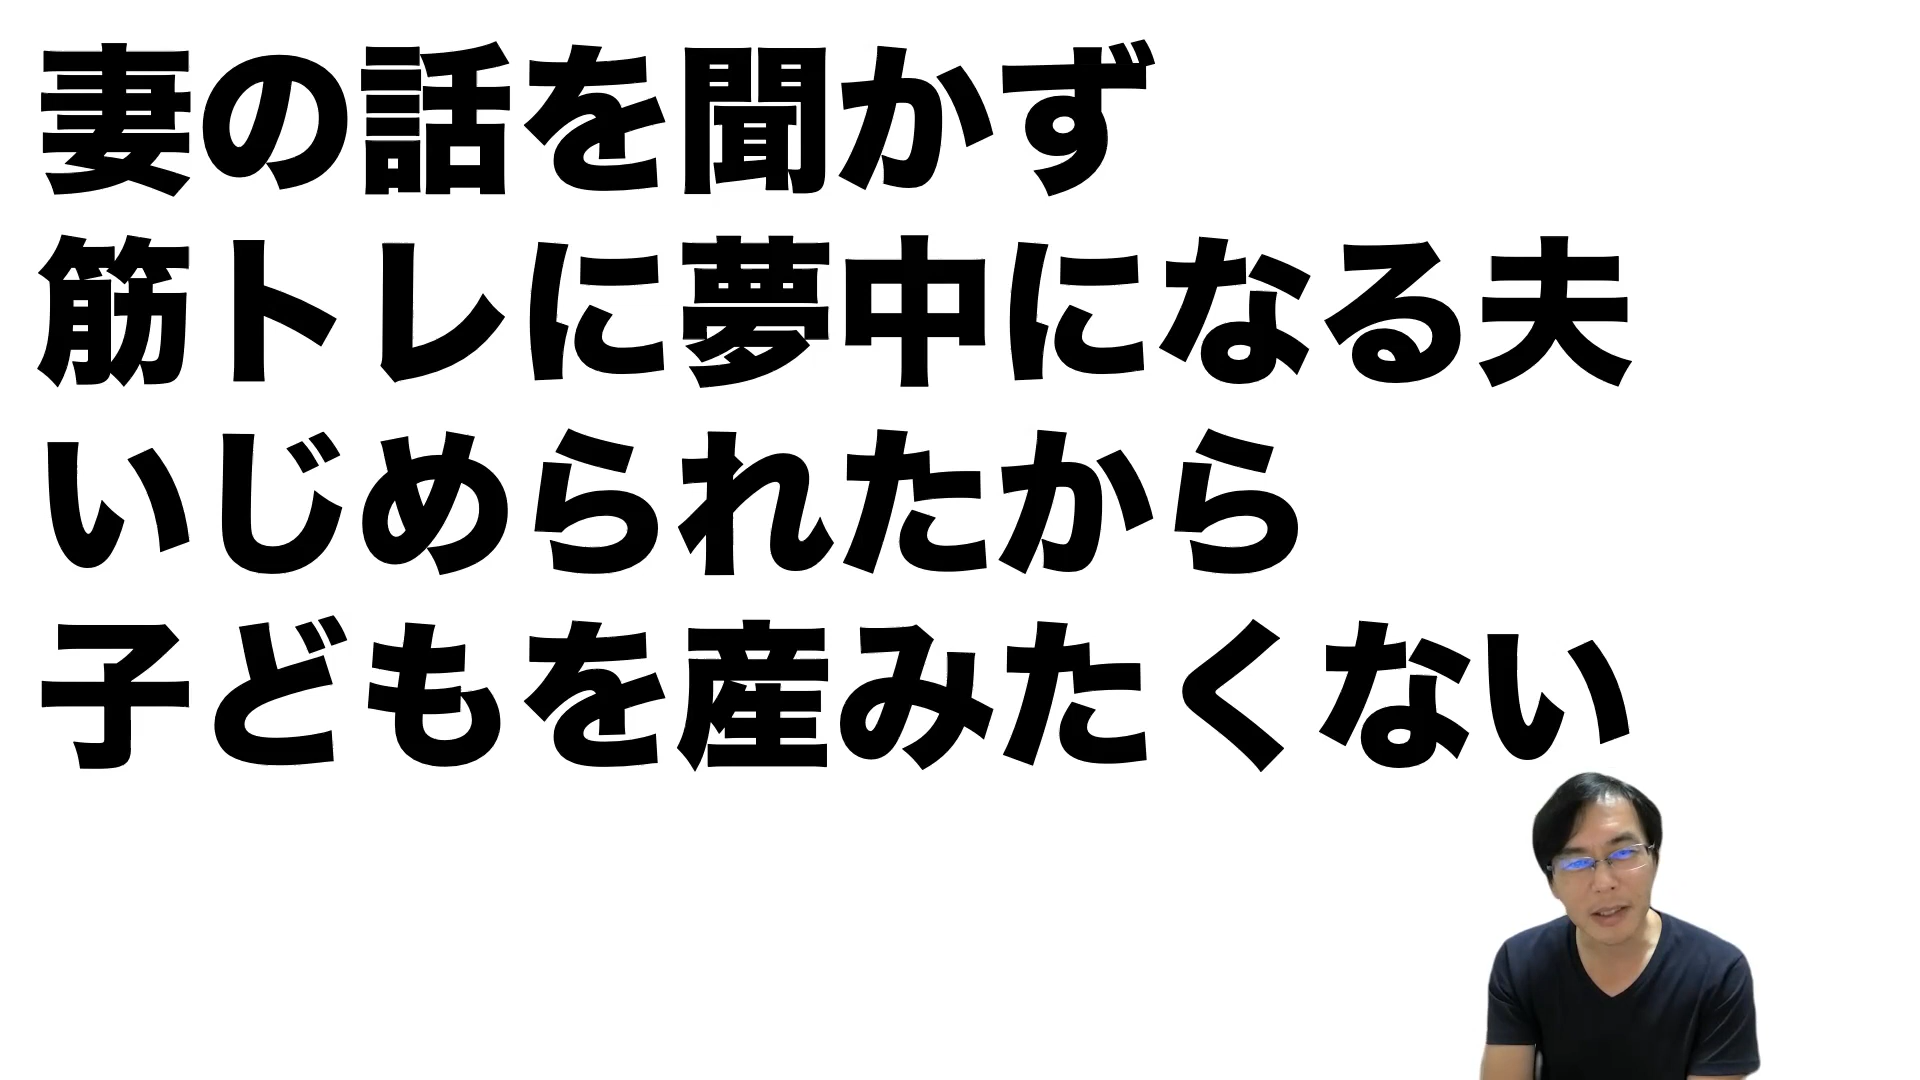 妻の話を聞かず
筋トレに夢中になる夫
いじめられたから
子どもを産みたくない